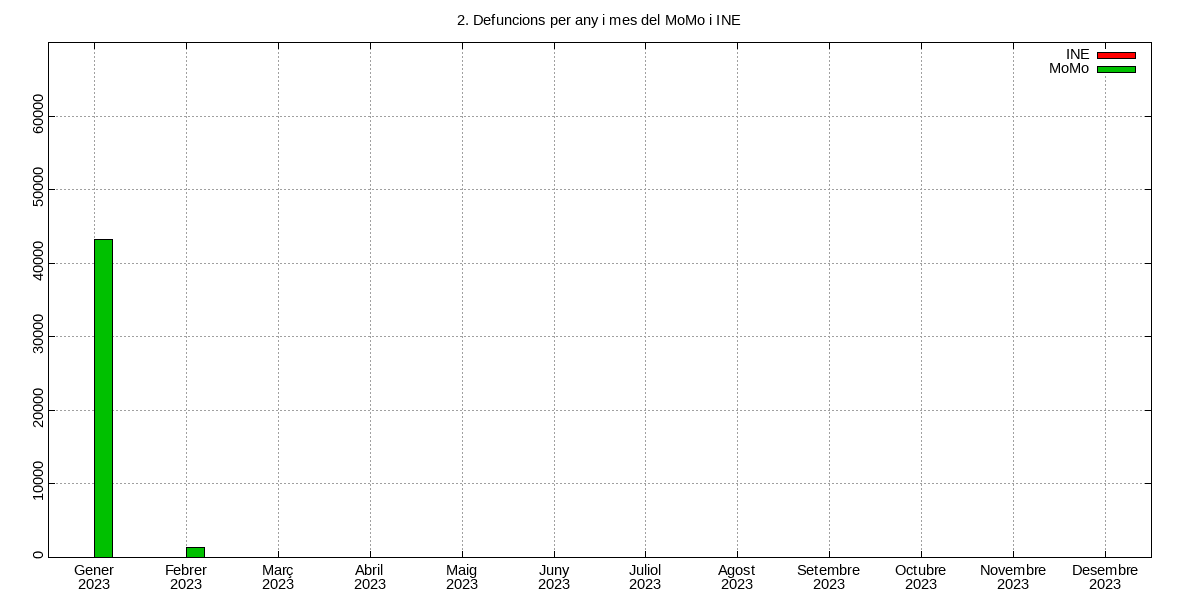 2. Defuncions per any i mes del MoMo i INE
INE
MoMo
60000
50000
40000
30000
20000
10000
0
Gener Febrer Març Abril Maig Juny Juliol Agost Setembre Octubre Novembre Desembre
2023 2023 2023 2023 2023 2023 2023 2023 2023 2023 2023 2023